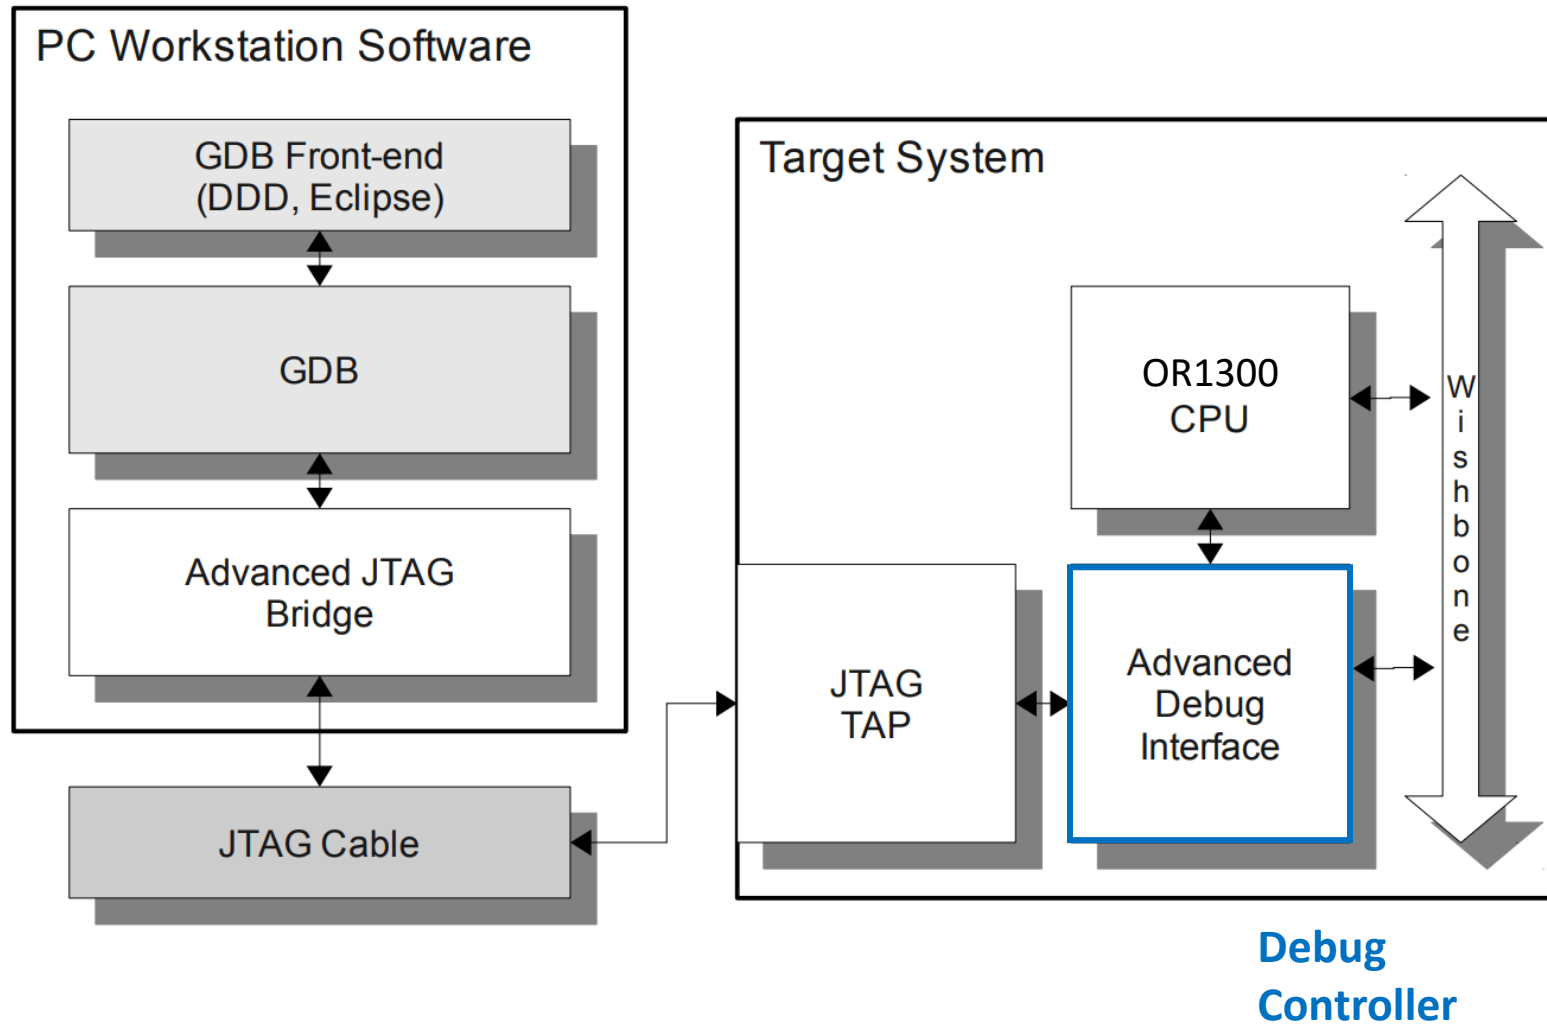 PC Workstation Software
GDB Front-end
(DDD, Eclipse)
GDB
Advanced JTAG
Bridge
JTAG Cable
Target System
OR1300
CPU
JTAG
TAP
Advanced
Debug
Interface
Wishbone
Debug
Controller